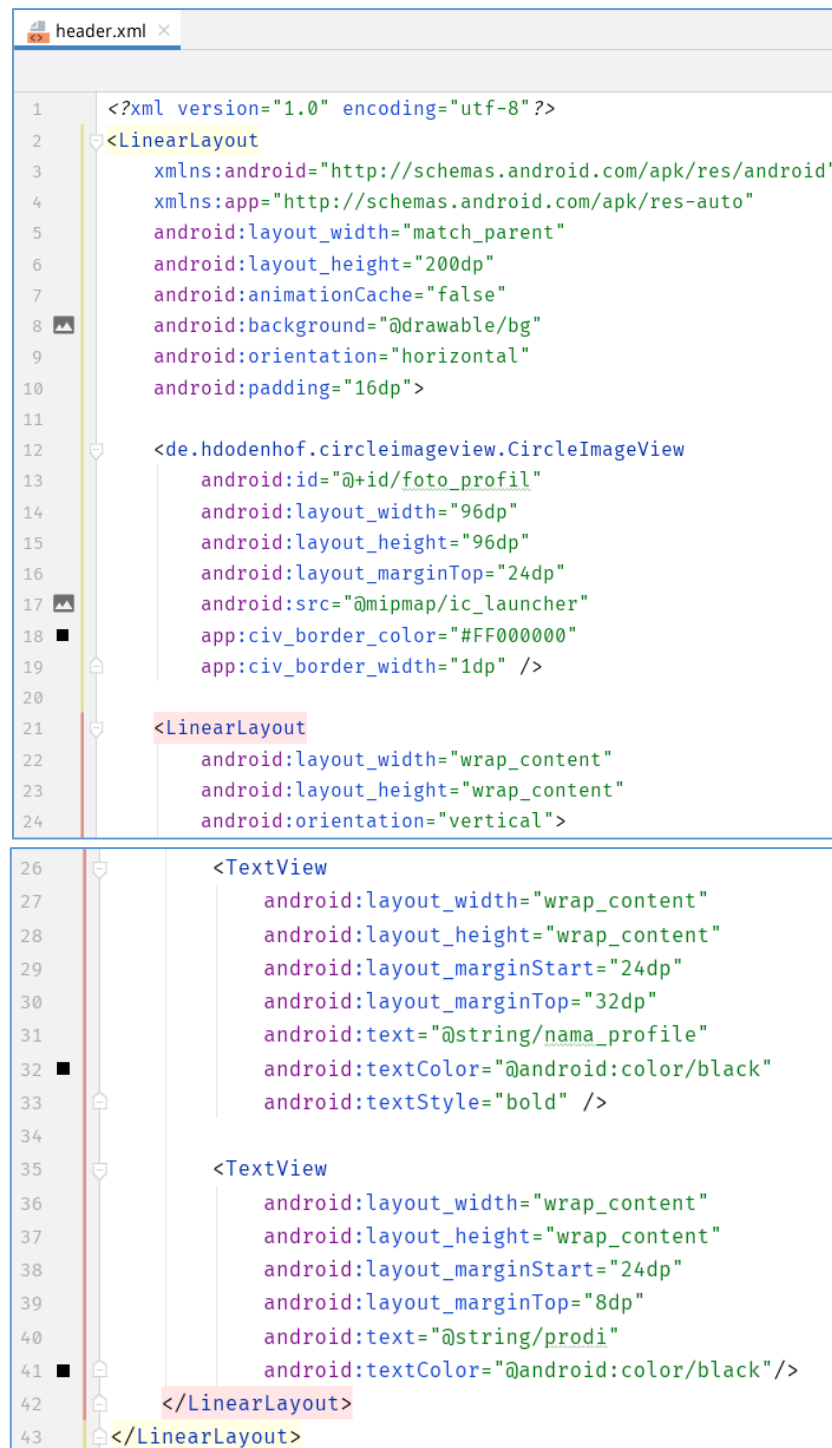 header.xml
1 <?xml version="1.0" encoding="utf-8"?>
2 <LinearLayout
3 xmlns:android="http://schemas.android.com/apk/res/android"
4 xmlns:app="http://schemas.android.com/apk/res-auto"
5 android:layout_width="match_parent"
6 android:layout_height="200dp"
7 android:animationCache="false"
8 android:background="@drawable/bg"
9 android:orientation="horizontal"
10 android:padding="16dp">
11
12 <de.hdodenhof.circleimageview.CircleImageView
13 android:id="@+id/foto_profil"
14 android:layout_width="96dp"
15 android:layout_height="96dp"
16 android:layout_marginTop="24dp"
17 android:src="@mipmap/ic_launcher"
18 app:civ_border_color="#FF000000"
19 app:civ_border_width="1dp" />
20
21 <LinearLayout
22 android:layout_width="wrap_content"
23 android:layout_height="wrap_content"
24 android:orientation="vertical">
26 <TextView
27 android:layout_width="wrap_content"
28 android:layout_height="wrap_content"
29 android:layout_marginStart="24dp"
30 android:layout_marginTop="32dp"
31 android:text="@string/nama_profile"
32 android:textColor="@android:color/black"
33 android:textStyle="bold" />
34
35 <TextView
36 android:layout_width="wrap_content"
37 android:layout_height="wrap_content"
38 android:layout_marginStart="24dp"
39 android:layout_marginTop="8dp"
40 android:text="@string/prodi"
41 android:textColor="@android:color/black"/>
42 </LinearLayout>
43 </LinearLayout>